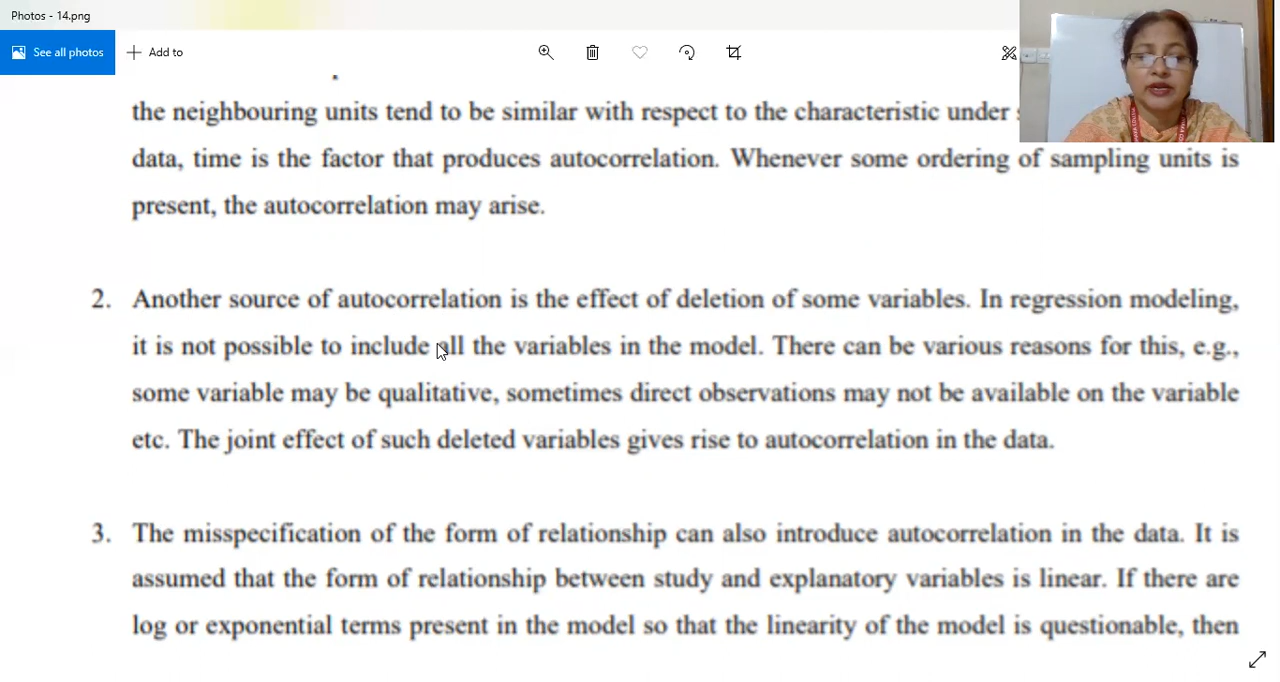 Photos - 14.png
See all photos
Add to
the neighbouring units tend to be similar with respect to the characteristic under
data, time is the factor that produces autocorrelation. Whenever some ordering of sampling units is
present, the autocorrelation may arise.
2. Another source of autocorrelation is the effect of deletion of some variables. In regression modeling,
it is not possible to include all the variables in the model. There can be various reasons for this, e.g.,
some variable may be qualitative, sometimes direct observations may not be available on the variable
etc. The joint effect of such deleted variables gives rise to autocorrelation in the data.
3. The misspecification of the form of relationship can also introduce autocorrelation in the data. It is
assumed that the form of relationship between study and explanatory variables is linear. If there are
log or exponential terms present in the model so that the linearity of the model is questionable, then